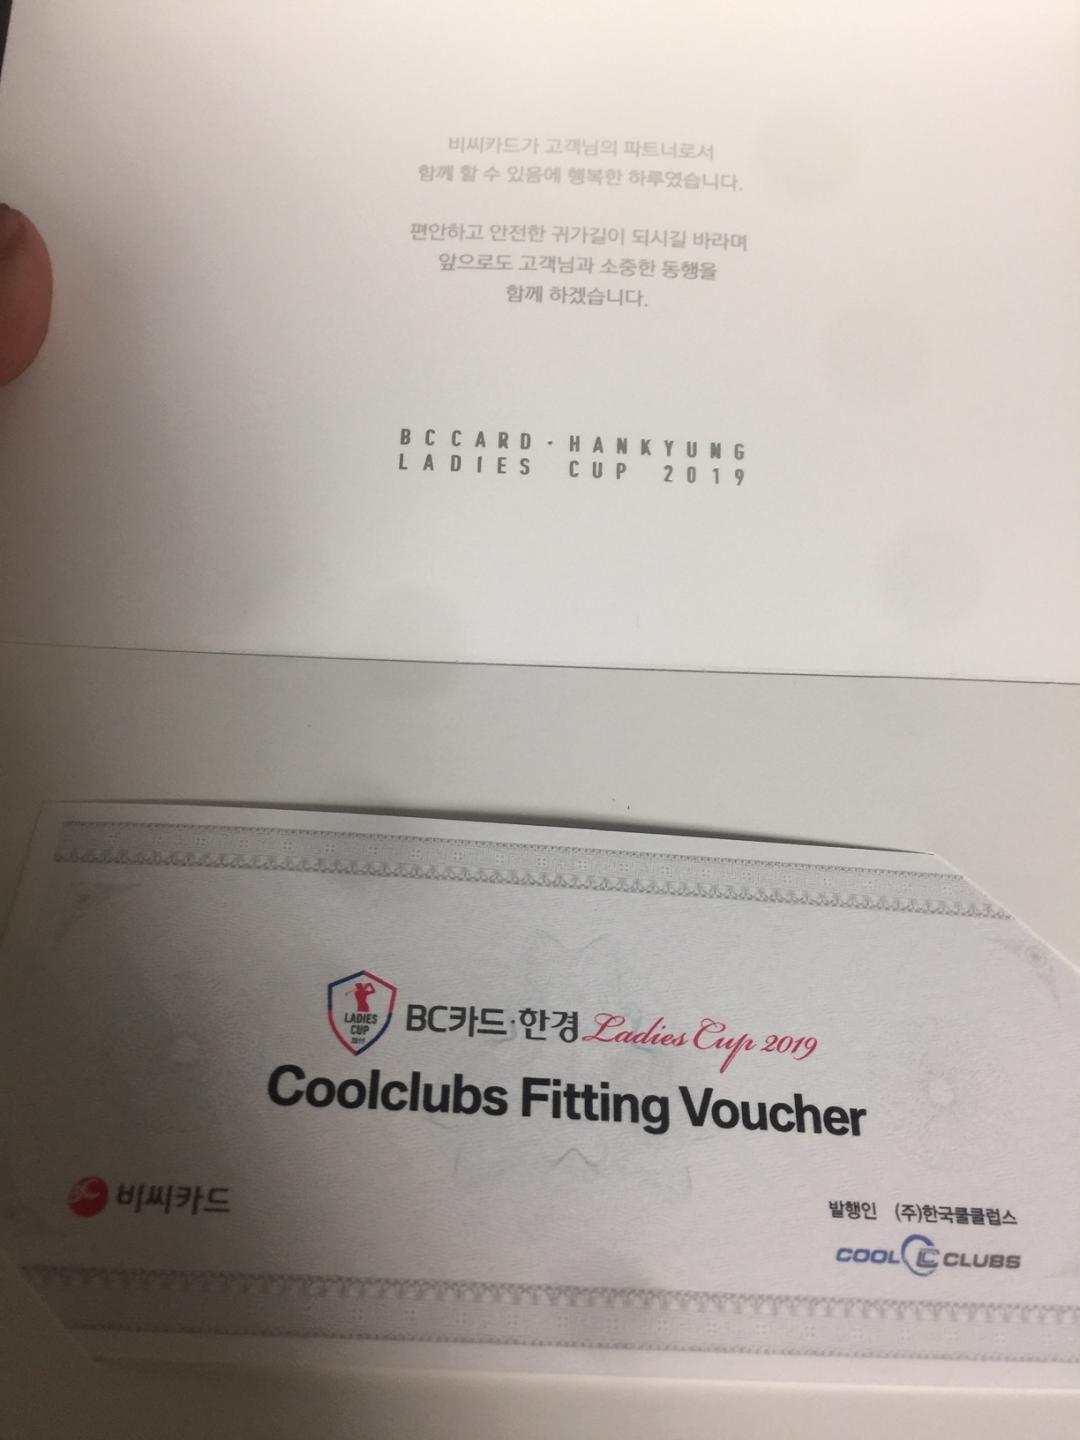 비씨카드가 고객님의 파트너로서
함께 할 수 있음에 행복한 하루였습니다.
편안하고 안전한 귀가길이 되시길 바라며
앞으로도 고객님과 소중한 동행을
함께 하겠습니다.
BCCARD·HANKYUNG
LADIES CUP 2019
LADIES
CUP
2019
BC카드·한경 Ladies Cup 2019
Coolclubs Fitting Voucher
BC 비씨카드
발행인 (주)한국쿨클럽스
COOL CC CLUBS